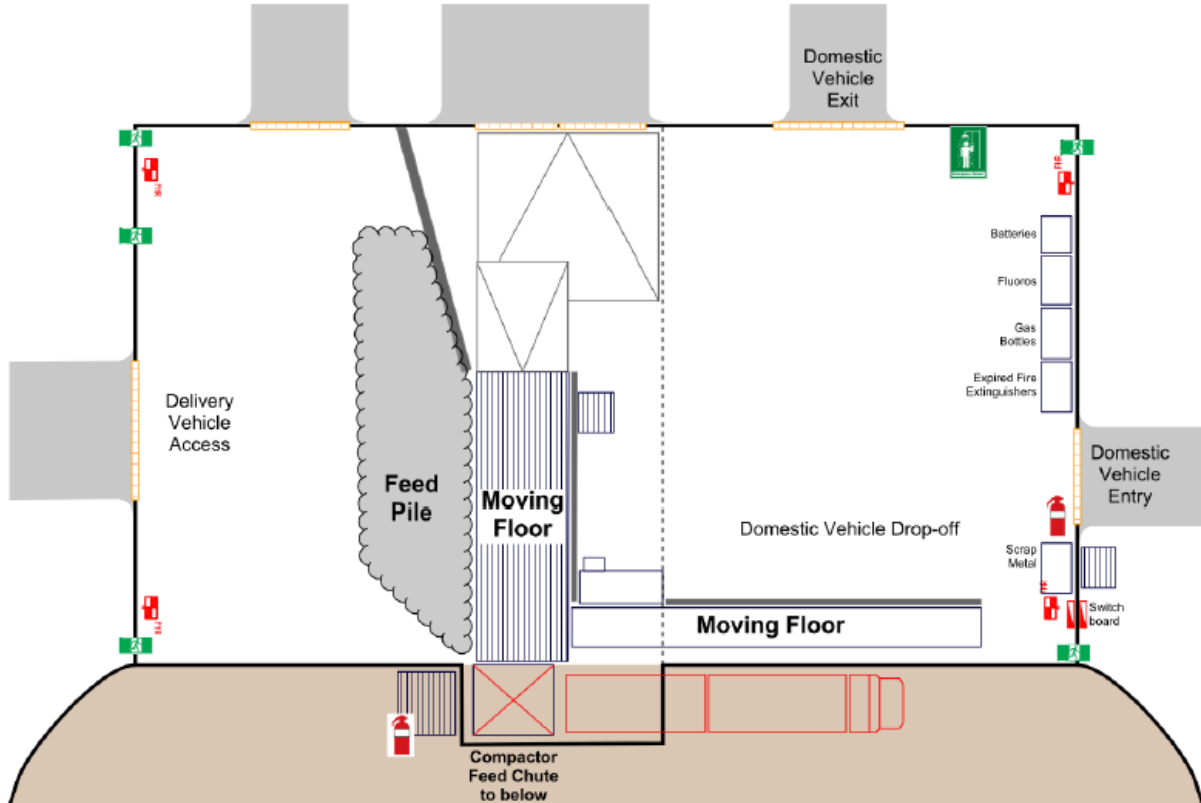 Domestic
Vehicle
Exit
Batteries
Fluoros
Gas
Bottles
Expired Fire
Extinguishers
Delivery
Vehicle
Access
Feed
Pile
Moving
Floor
Domestic
Vehicle
Entry
Domestic Vehicle Drop-off
Scrap
Metal
Switch
board
Moving Floor
Compactor
Feed Chute
to below